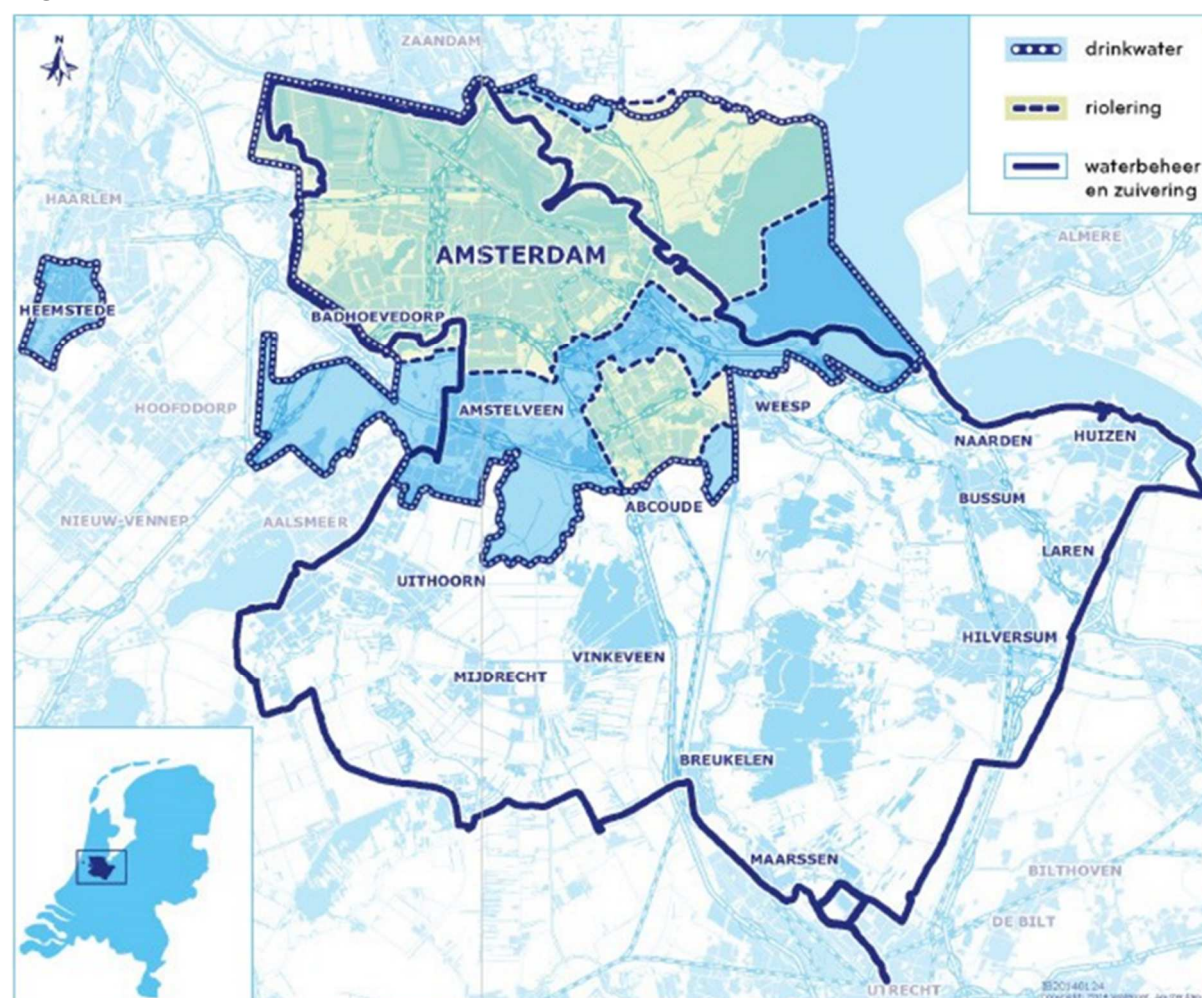 N
ZAANDAM
drinkwater
riolering
waterbeheer
en zuivering
HAARLEM
ALMERE
AMSTERDAM
HEEMSTEDE
BADHOEVEDORP
HOOFDDORP
AMSTELVEEN
WEESP
NAARDEN
HUIZEN
BUSSUM
ABCOUDE
NIEUW-VENNEP
AALSMEER
LAREN
UITHOORN
HILVERSUM
VINKEVEEN
MIJDRECHT
BREUKELEN
MAARSSEN
BILTHOVEN
DE BILT
UTRECHT